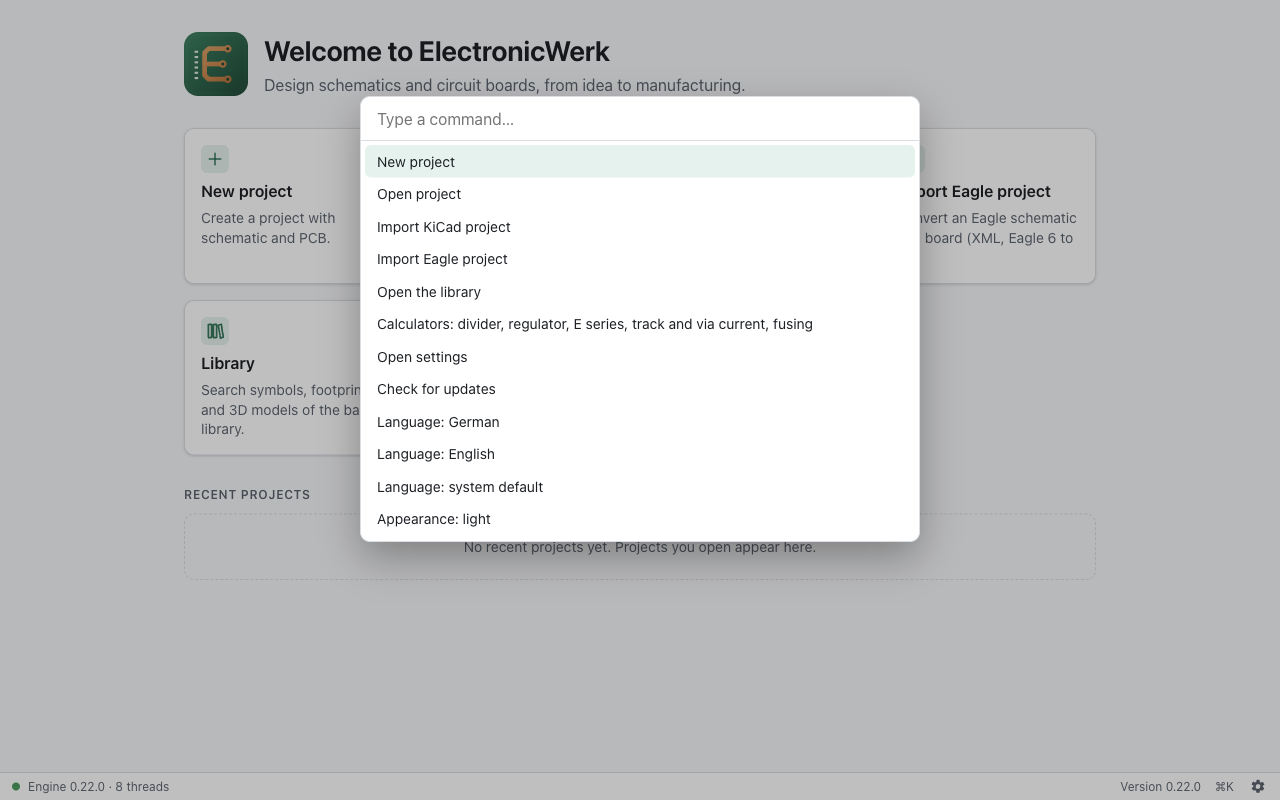 Welcome to ElectronicWerk
Design schematics and circuit boards, from idea to manufacturing.
Type a command...
New project
Open project
Import KiCad project
Import Eagle project
Open the library
Calculators: divider, regulator, E series, track and via current, fusing
Open settings
Check for updates
Language: German
Language: English
Language: system default
Appearance: light
New project
Create a project with
schematic and PCB.
Eagle project
an Eagle schematic
board (XML, Eagle 6 to
Library
Search symbols,
and 3D models of the
library.
RECENT PROJECTS
No recent projects yet. Projects you open appear here.
Engine 0.22.0 · 8 threads
Version 0.22.0
⌘K